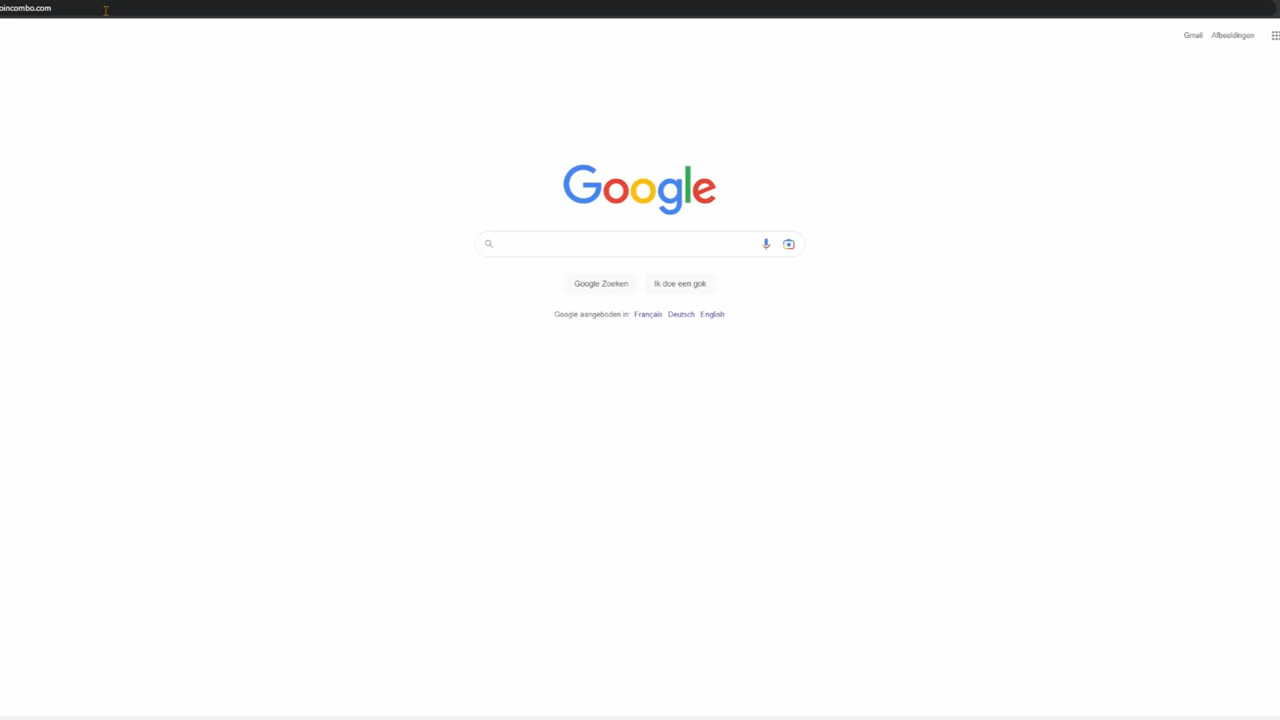 oincombo.com
Gmail Afbeeldingen
Google
Google Zoeken Ik doe een gok
Google aangeboden in: Français Deutsch English